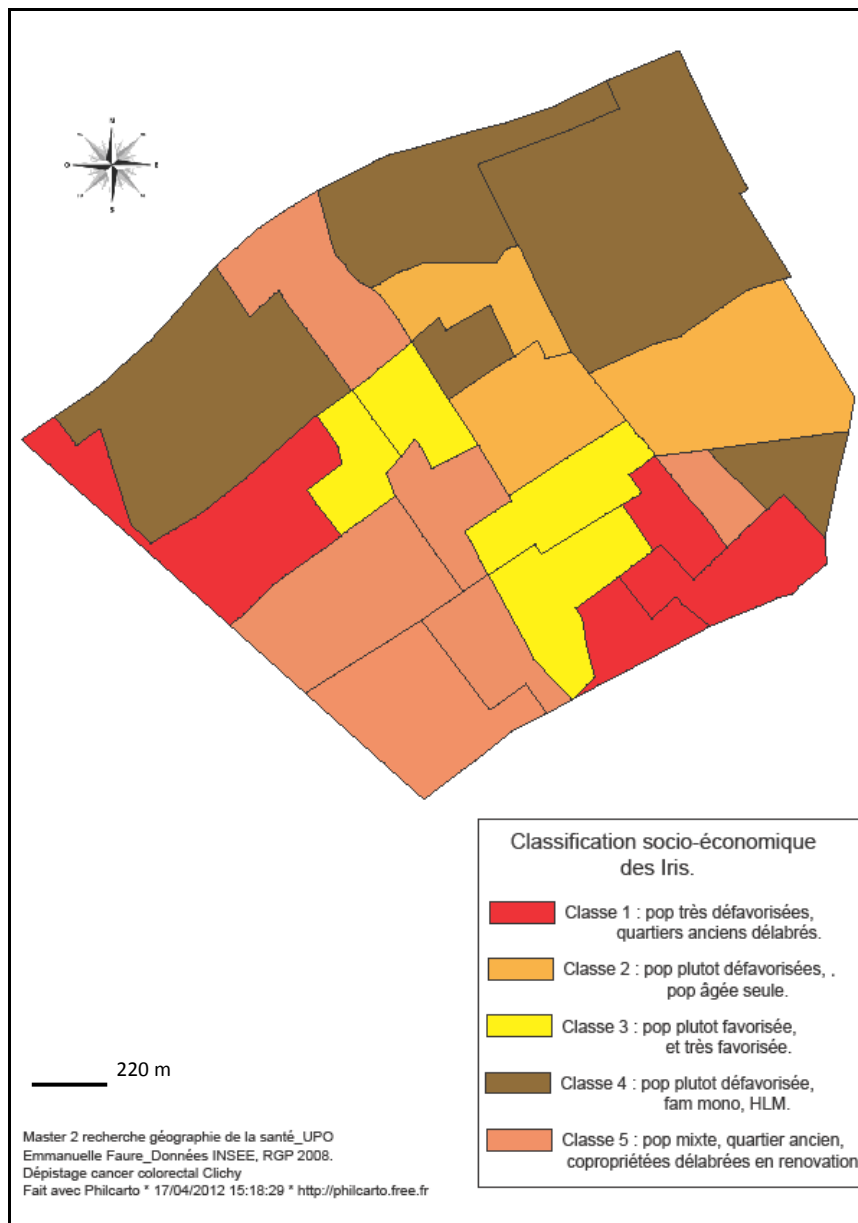 N
O
E
S
Classification socio-économique
des Iris.
Classe 1 : pop très défavorisées,
quartiers anciens délabrés.
Classe 2 : pop plutot défavorisées, .
pop âgée seule.
Classe 3 : pop plutot favorisée,
et très favorisée.
Classe 4 : pop plutot défavorisée,
fam mono, HLM.
Classe 5 : pop mixte, quartier ancien,
copropriétées délabrées en renovation
220 m
Master 2 recherche géographie de la santé_UPO
Emmanuelle Faure_Données INSEE, RGP 2008.
Dépistage cancer colorectal Clichy
Fait avec Philcarto * 17/04/2012 15:18:29 * http://philcarto.free.fr